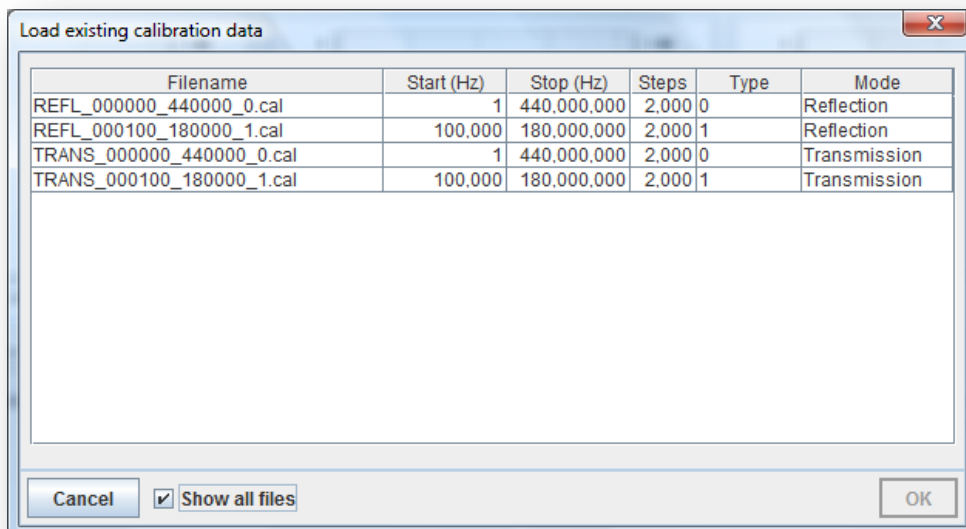 Load existing calibration data
Filename Start (Hz) Stop (Hz) Steps Type Mode
REFL_000000_440000_0.cal 1 440,000,000 2,000 0 Reflection
REFL_000100_180000_1.cal 100,000 180,000,000 2,000 1 Reflection
TRANS_000000_440000_0.cal 1 440,000,000 2,000 0 Transmission
TRANS_000100_180000_1.cal 100,000 180,000,000 2,000 1 Transmission
Cancel Show all files OK